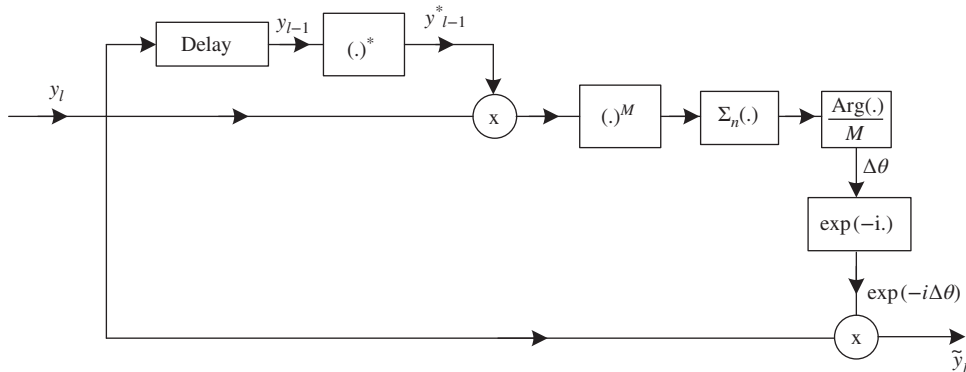 y_{l−1}
y^*_{l−1}
Delay
(.)^*
y_l
x
(.)^M
Σ_n(.)
Arg(.)
M
Δθ
exp(−i.)
exp(−iΔθ)
x
ỹ_l